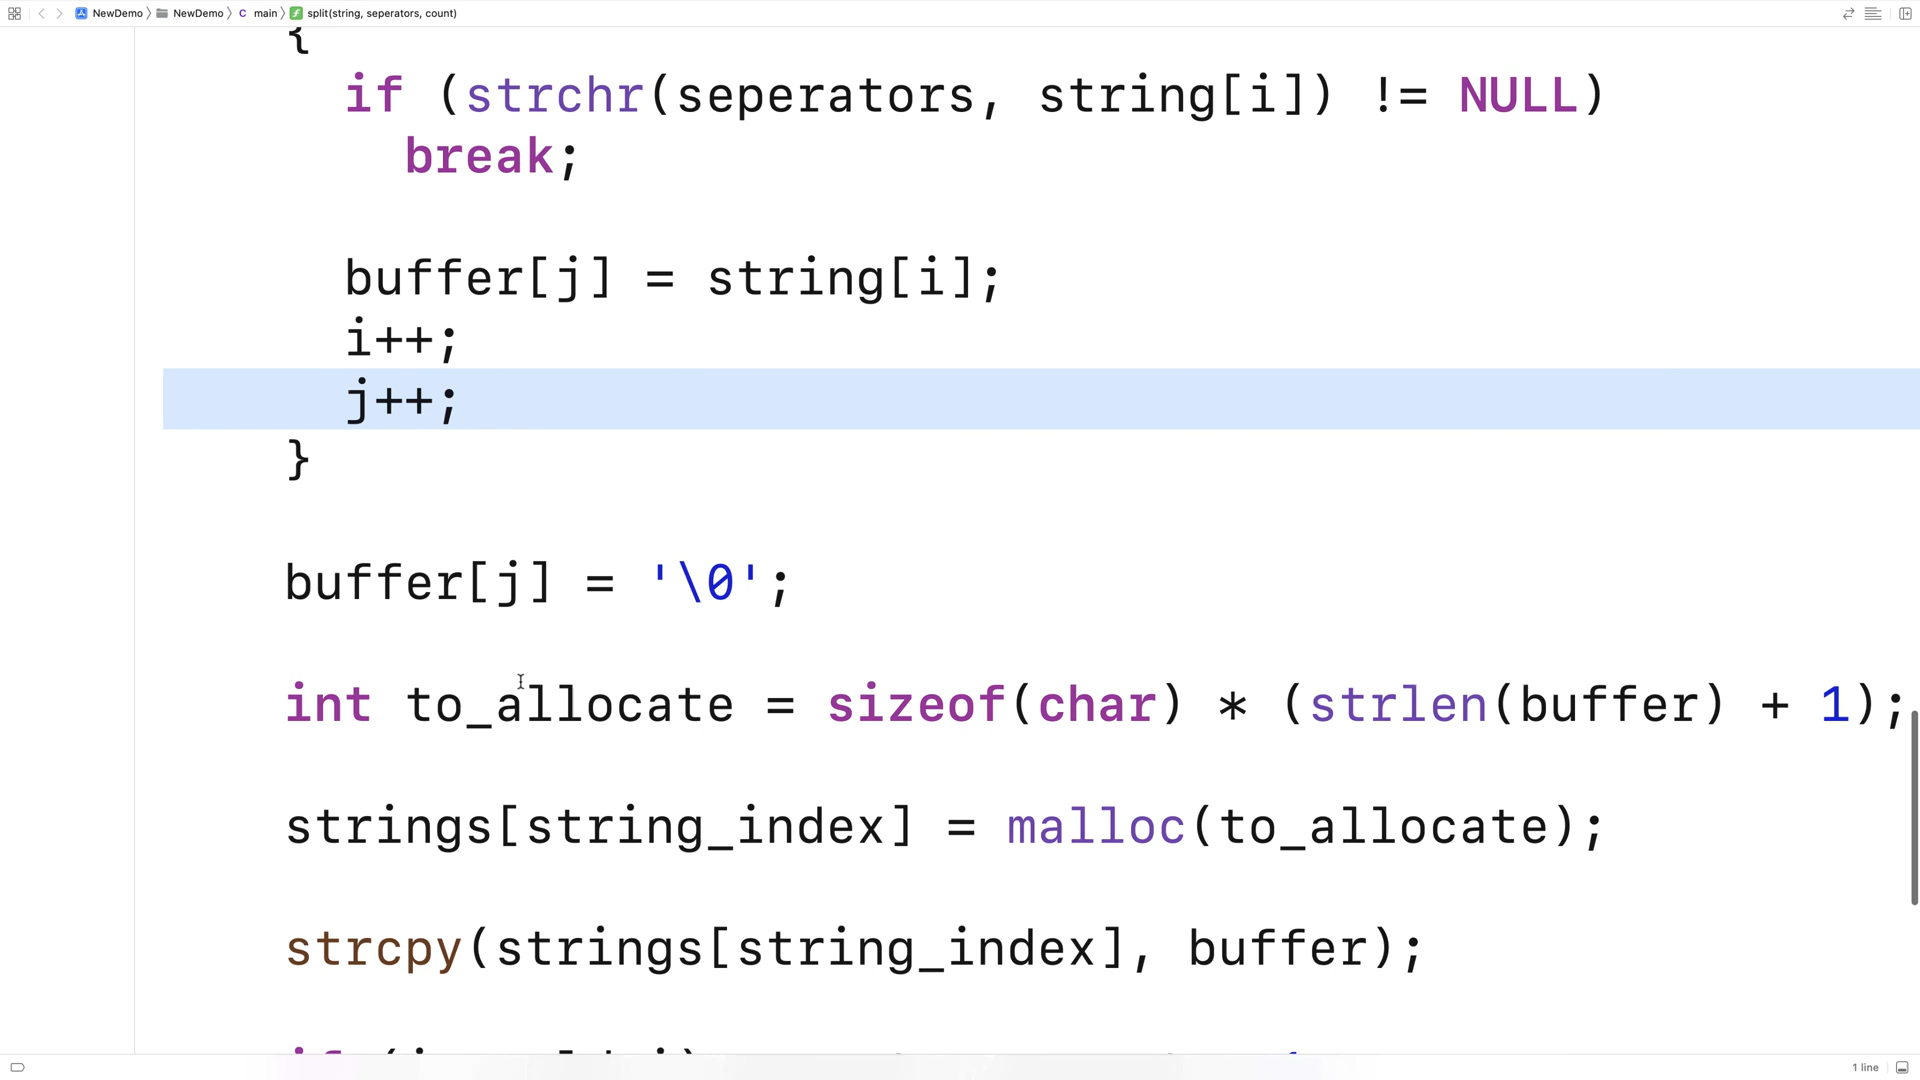 NewDemo 〉 NewDemo 〉 C main 〉 f split(string, seperators, count)
{
if (strchr(seperators, string[i]) != NULL)
break;
buffer[j] = string[i];
i++;
j++;
}
buffer[j] = '\0';
int to_allocate = sizeof(char) * (strlen(buffer) + 1);
strings[string_index] = malloc(to_allocate);
strcpy(strings[string_index], buffer);
1 line